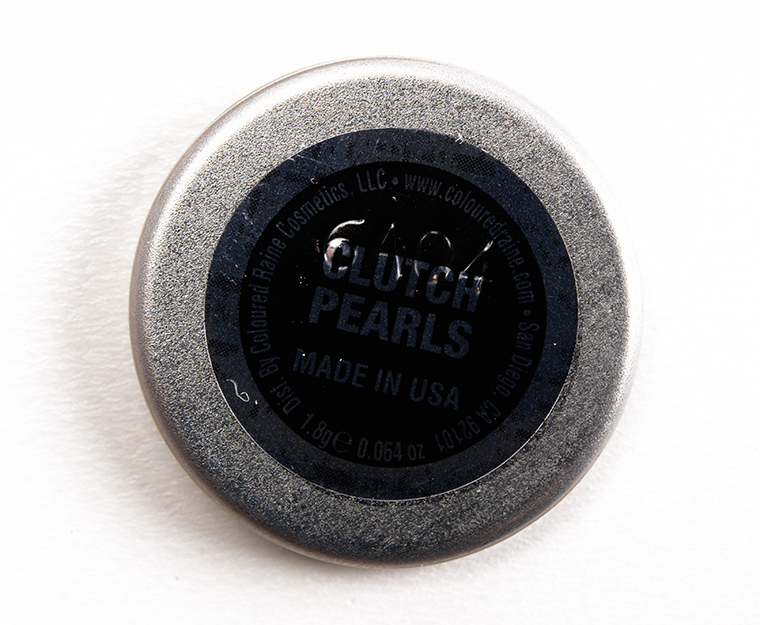 CLUTCH
PEARLS
MADE IN USA
Dist. By Coloured Raine Cosmetics, LLC • www.colouredraine.com • San Diego, CA 92101
1.8g℮ 0.064 oz